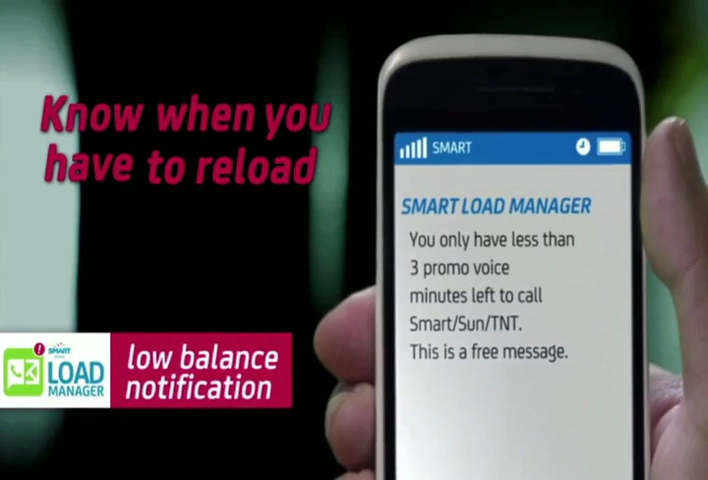 Know when you
have to reload
SMART
SMART LOAD MANAGER
You only have less than
3 promo voice
minutes left to call
Smart/Sun/TNT.
This is a free message.
!
SMART
LOAD
MANAGER
low balance
notification